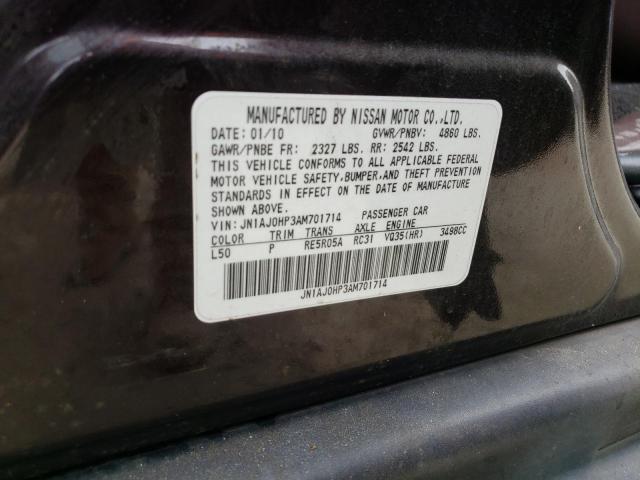 MANUFACTURED BY NISSAN MOTOR CO.,LTD.
DATE: 01/10 GVWR/PNBV: 4860 LBS.
GAWR/PNBE FR: 2327 LBS. RR: 2542 LBS.
THIS VEHICLE CONFORMS TO ALL APPLICABLE FEDERAL
MOTOR VEHICLE SAFETY, BUMPER, AND THEFT PREVENTION
STANDARDS IN EFFECT ON THE DATE OF MANUFACTURE
SHOWN ABOVE.
VIN: JN1AJ0HP3AM701714 PASSENGER CAR
COLOR TRIM TRANS AXLE ENGINE
L50 P RE5R05A RC31 VQ35(HR) 3498CC
JN1AJ0HP3AM701714